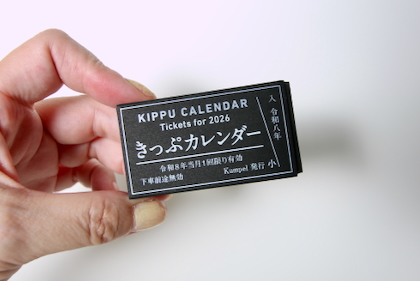 KIPPU CALENDAR
Tickets for 2026
きっぷカレンダー
令和8年当月1回限り有効
下車前途無効
Kumpel 発行
入 令和八年
小